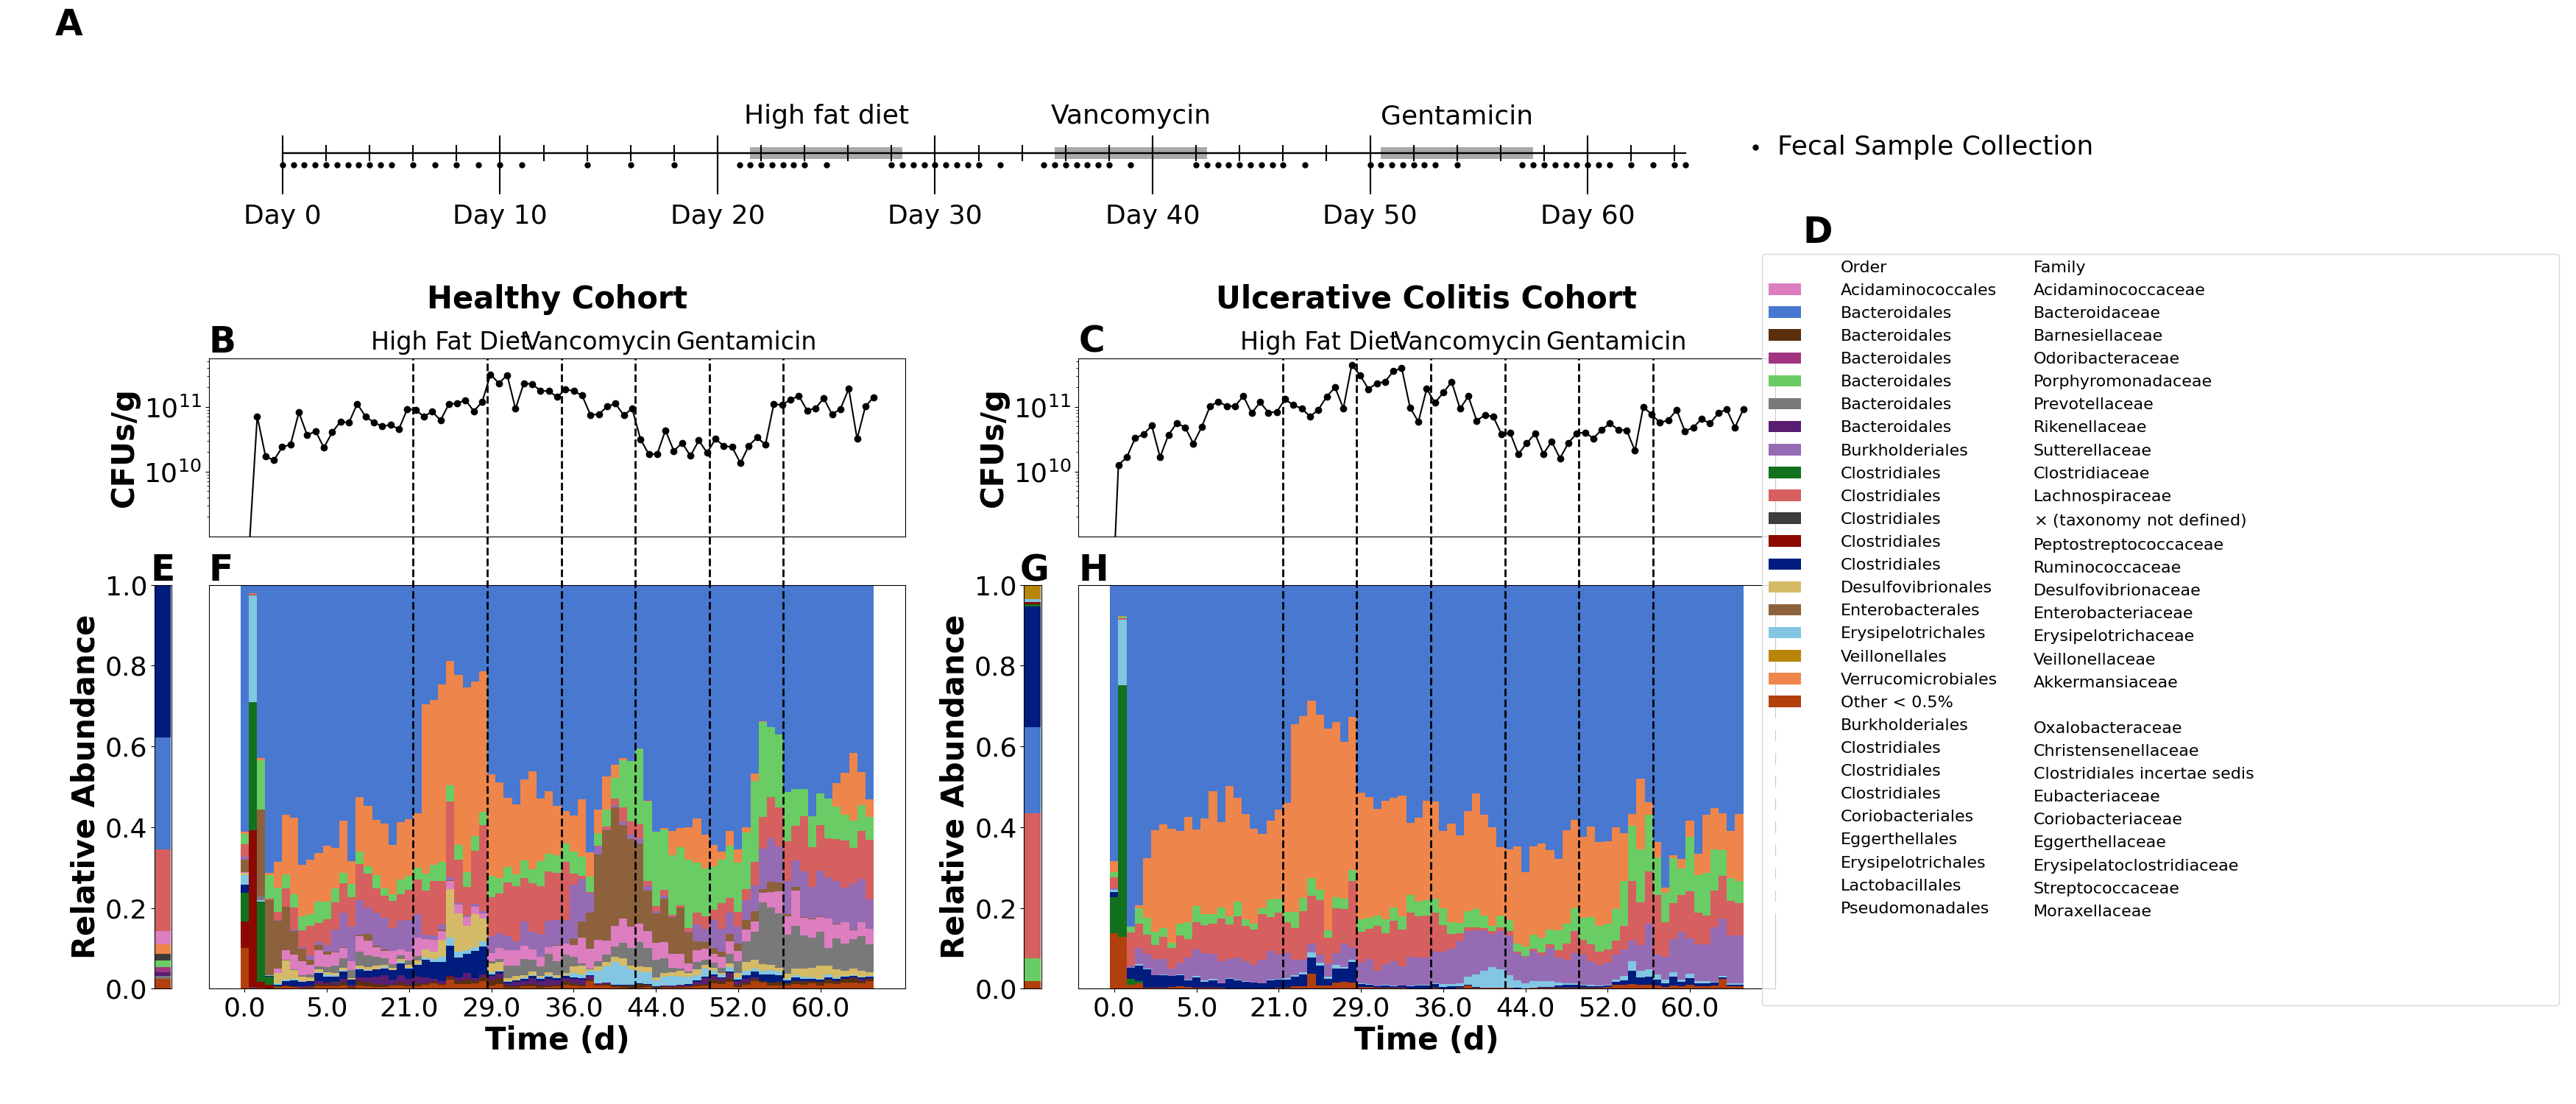 A
High fat diet
Vancomycin
Gentamicin
Fecal Sample Collection
Day 0
Day 10
Day 20
Day 30
Day 40
Day 50
Day 60
Healthy Cohort
Ulcerative Colitis Cohort
B
High Fat Diet
Vancomycin
Gentamicin
CFUs/g
10^11
10^10
C
High Fat Diet
Vancomycin
Gentamicin
CFUs/g
10^11
10^10
D
Order Family
Acidaminococcales Acidaminococcaceae
Bacteroidales Bacteroidaceae
Bacteroidales Barnesiellaceae
Bacteroidales Odoribacteraceae
Bacteroidales Porphyromonadaceae
Bacteroidales Prevotellaceae
Bacteroidales Rikenellaceae
Burkholderiales Sutterellaceae
Clostridiales Clostridiaceae
Clostridiales Lachnospiraceae
Clostridiales × (taxonomy not defined)
Clostridiales Peptostreptococcaceae
Clostridiales Ruminococcaceae
Desulfovibrionales Desulfovibrionaceae
Enterobacterales Enterobacteriaceae
Erysipelotrichales Erysipelotrichaceae
Veillonellales Veillonellaceae
Verrucomicrobiales Akkermansiaceae
Other < 0.5%
Burkholderiales Oxalobacteraceae
Clostridiales Christensenellaceae
Clostridiales Clostridiales incertae sedis
Clostridiales Eubacteriaceae
Coriobacteriales Coriobacteriaceae
Eggerthellales Eggerthellaceae
Erysipelotrichales Erysipelatoclostridiaceae
Lactobacillales Streptococcaceae
Pseudomonadales Moraxellaceae
E
Relative Abundance
1.0
0.8
0.6
0.4
0.2
0.0
F
0.0 5.0 21.0 29.0 36.0 44.0 52.0 60.0
Time (d)
G
Relative Abundance
1.0
0.8
0.6
0.4
0.2
0.0
H
0.0 5.0 21.0 29.0 36.0 44.0 52.0 60.0
Time (d)